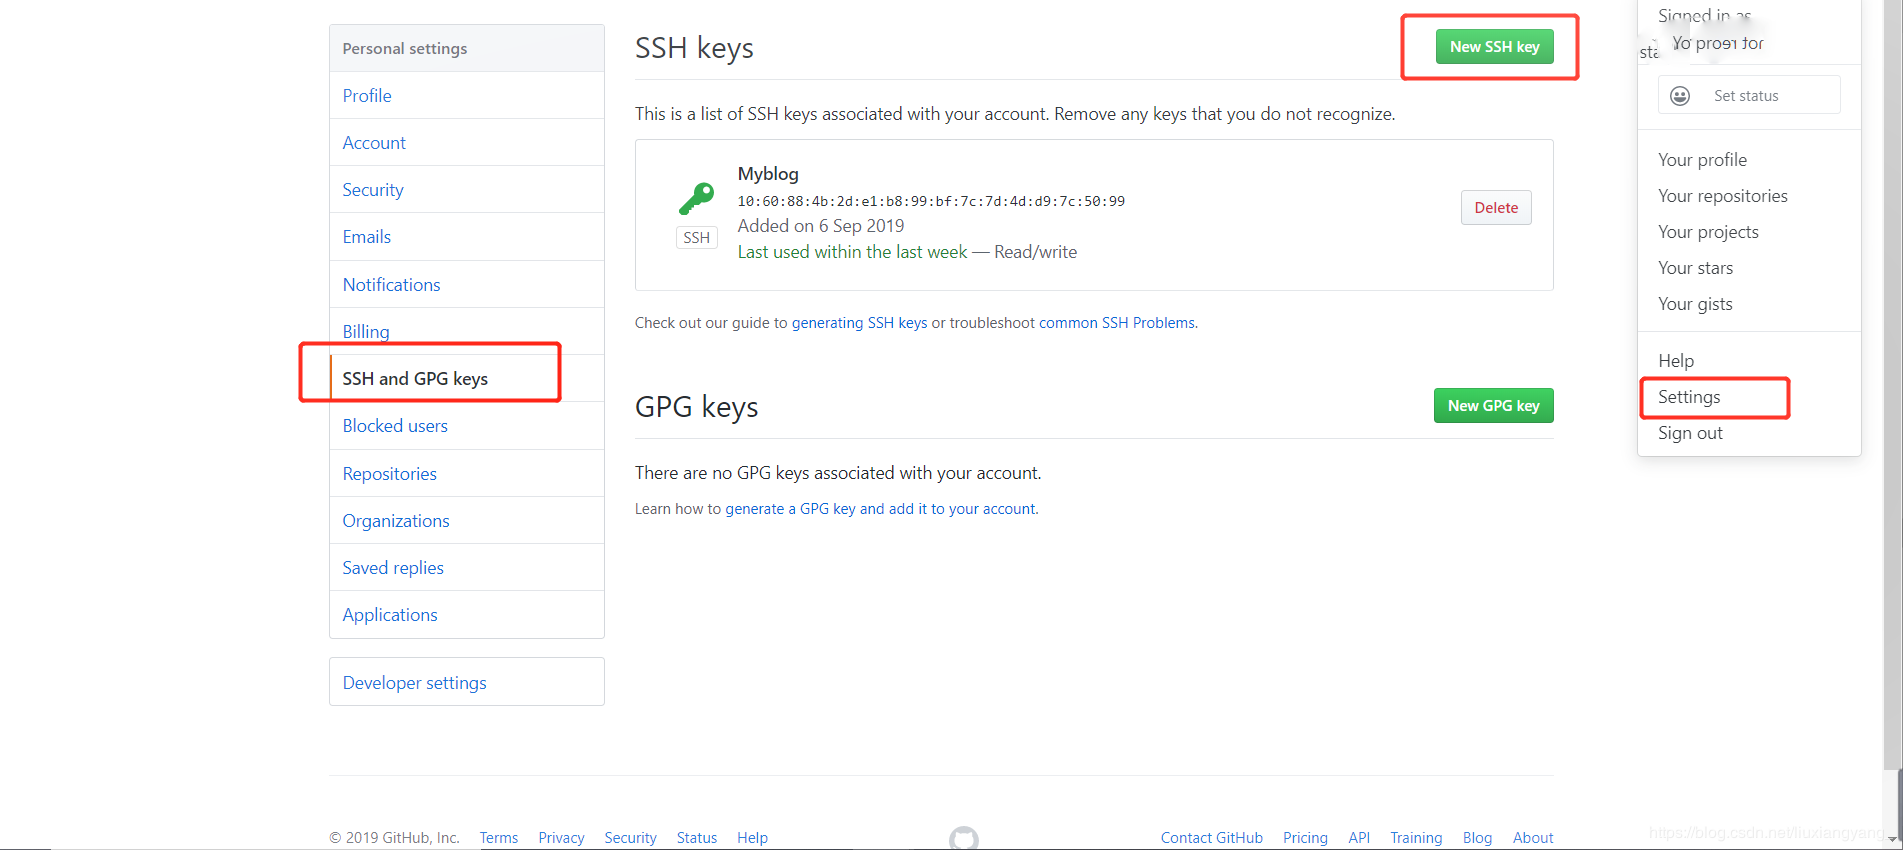 Personal settings
Profile
Account
Security
Emails
Notifications
Billing
SSH and GPG keys
Blocked users
Repositories
Organizations
Saved replies
Applications
Developer settings
SSH keys
New SSH key
This is a list of SSH keys associated with your account. Remove any keys that you do not recognize.
Myblog
10:60:88:4b:2d:e1:b8:99:bf:7c:7d:4d:d9:7c:50:99
Added on 6 Sep 2019
Last used within the last week — Read/write
SSH
Delete
Check out our guide to generating SSH keys or troubleshoot common SSH Problems.
GPG keys
New GPG key
There are no GPG keys associated with your account.
Learn how to generate a GPG key and add it to your account.
Signed in as
Set status
Your profile
Your repositories
Your projects
Your stars
Your gists
Help
Settings
Sign out
© 2019 GitHub, Inc. Terms Privacy Security Status Help
Contact GitHub Pricing API Training Blog About
https://blog.csdn.net/liuxiangyang_